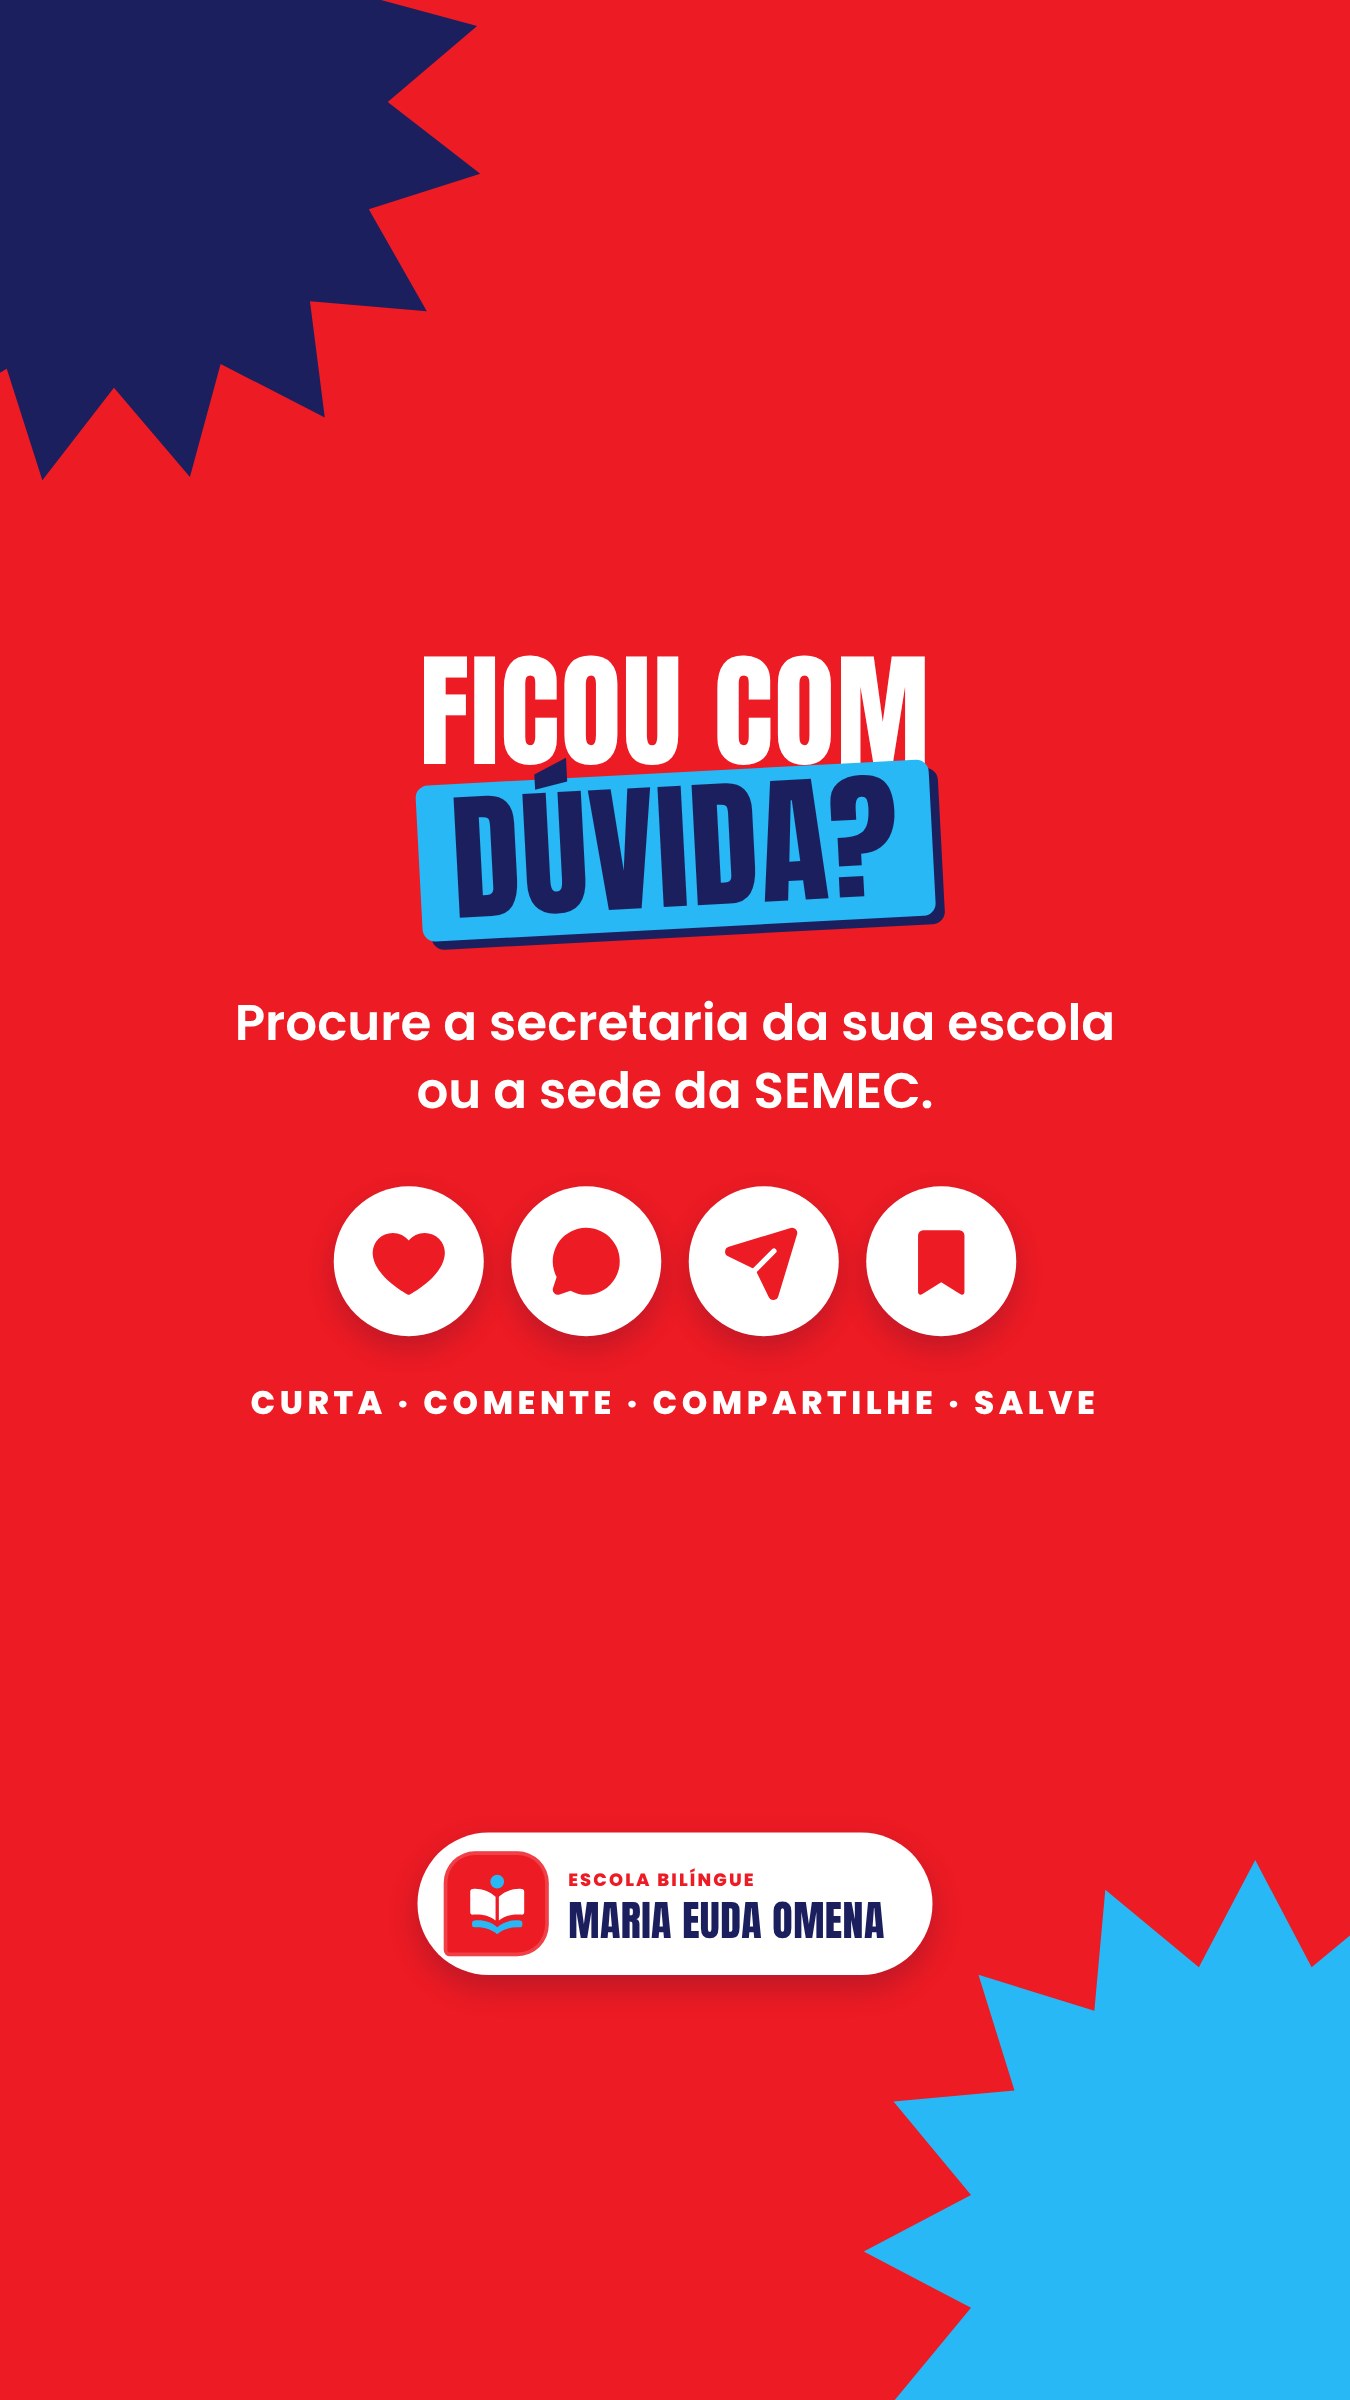 FICOU COM
DÚVIDA?
Procure a secretaria da sua escola
ou a sede da SEMEC.
CURTA • COMENTE • COMPARTILHE • SALVE
ESCOLA BILÍNGUE
MARIA EUDA OMENA